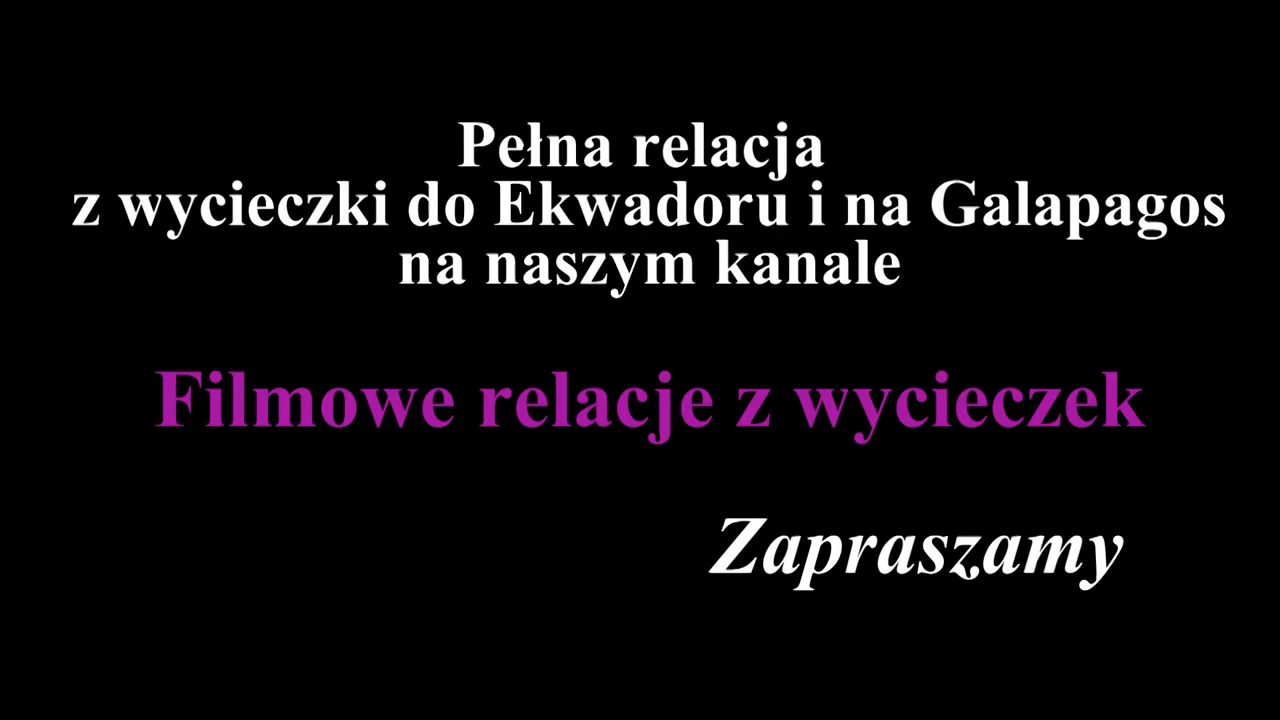 Pełna relacja
z wycieczki do Ekwadoru i na Galapagos
na naszym kanale
Filmowe relacje z wycieczek
Zapraszamy